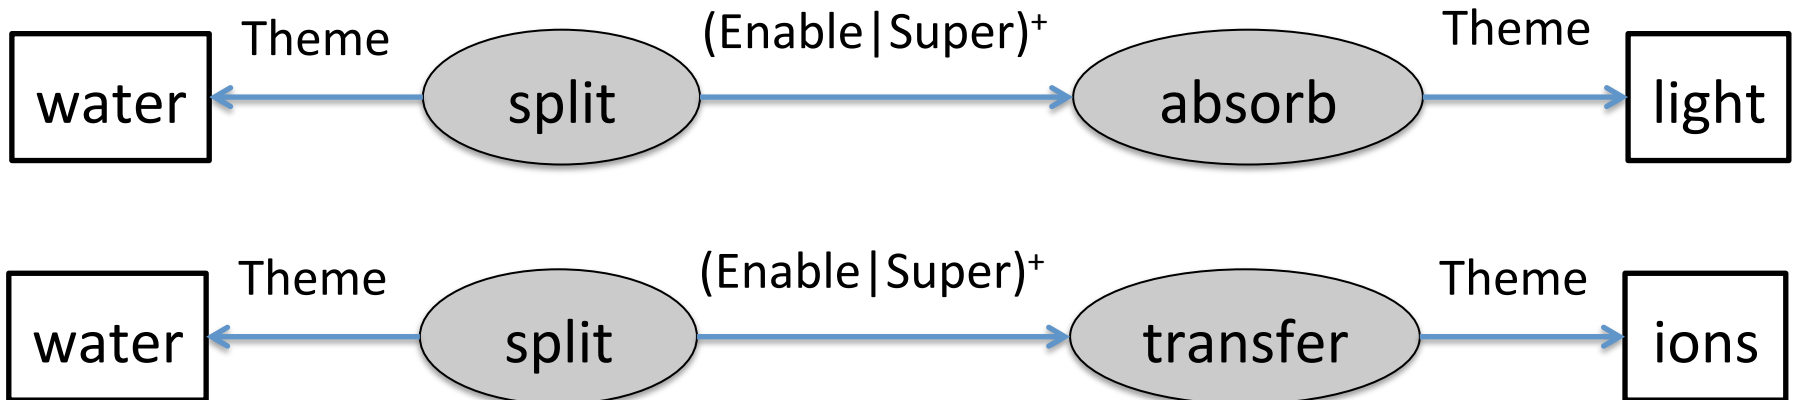 Theme (Enable|Super)⁺ Theme
water split absorb light
Theme (Enable|Super)⁺ Theme
water split transfer ions